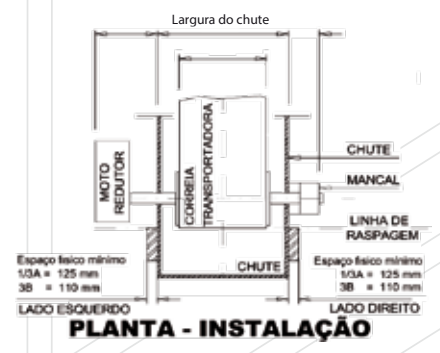 Largura do chute
MOTO
REDUTOR
CORREIA
TRANSPORTADORA
CHUTE
MANCAL
LINHA DE
RASPAGEM
Espaço físico mínimo
1/3A = 125 mm
3B = 110 mm
LADO ESQUERDO
CHUTE
Espaço físico mínimo
1/3A = 125 mm
3B = 110 mm
LADO DIREITO
PLANTA - INSTALAÇÃO